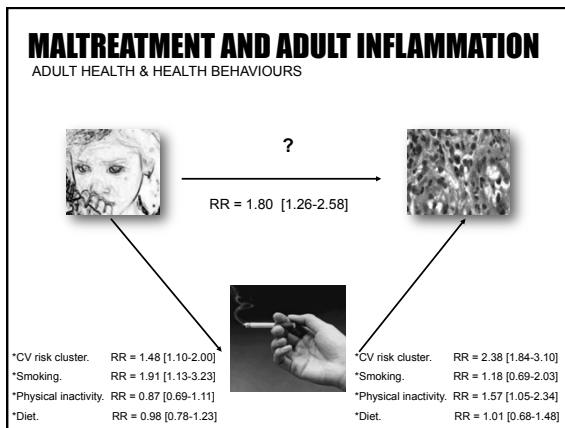 MALTREATMENT AND ADULT INFLAMMATION
ADULT HEALTH & HEALTH BEHAVIOURS
?
RR = 1.80 [1.26-2.58]
*CV risk cluster. RR = 1.48 [1.10-2.00]
*Smoking. RR = 1.91 [1.13-3.23]
*Physical inactivity. RR = 0.87 [0.69-1.11]
*Diet. RR = 0.98 [0.78-1.23]
*CV risk cluster. RR = 2.38 [1.84-3.10]
*Smoking. RR = 1.18 [0.69-2.03]
*Physical inactivity. RR = 1.57 [1.05-2.34]
*Diet. RR = 1.01 [0.68-1.48]